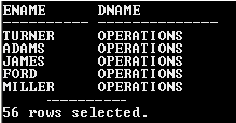 ENAME DNAME
---------- --------------
TURNER OPERATIONS
ADAMS OPERATIONS
JAMES OPERATIONS
FORD OPERATIONS
MILLER OPERATIONS
----------
56 rows selected.